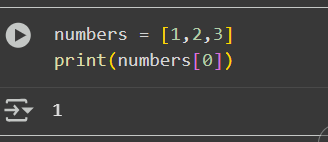 numbers = [1,2,3]
print(numbers[0])
1